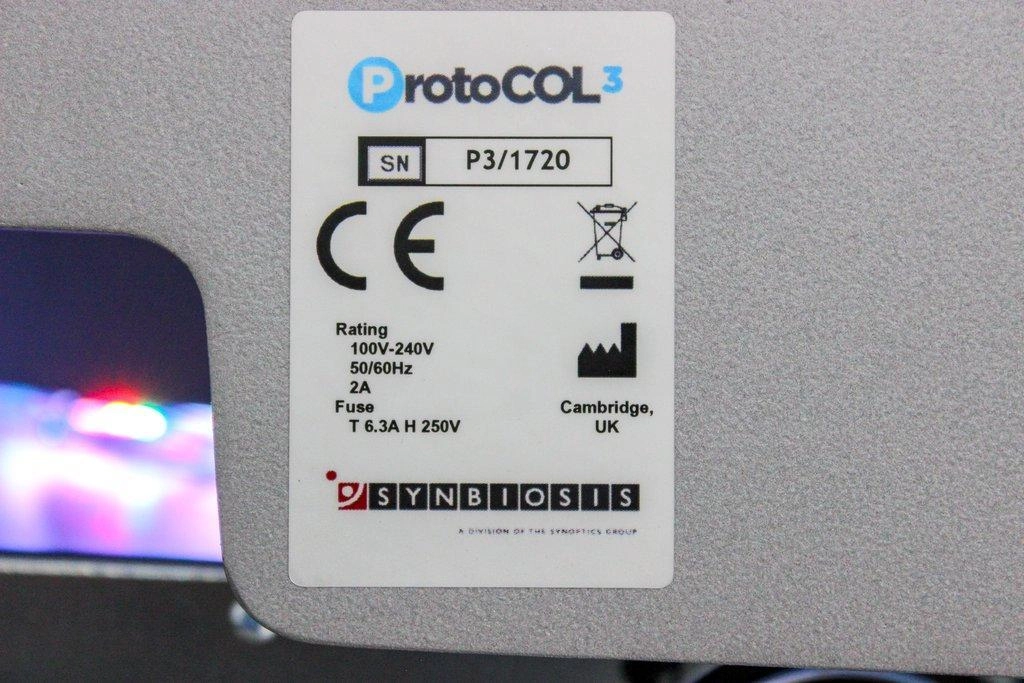 ProtoCOL3
SN P3/1720
CE
Rating
100V-240V
50/60Hz
2A
Fuse
T 6.3A H 250V
Cambridge,
UK
SYNBIOSIS
A DIVISION OF THE SYNOPTICS GROUP